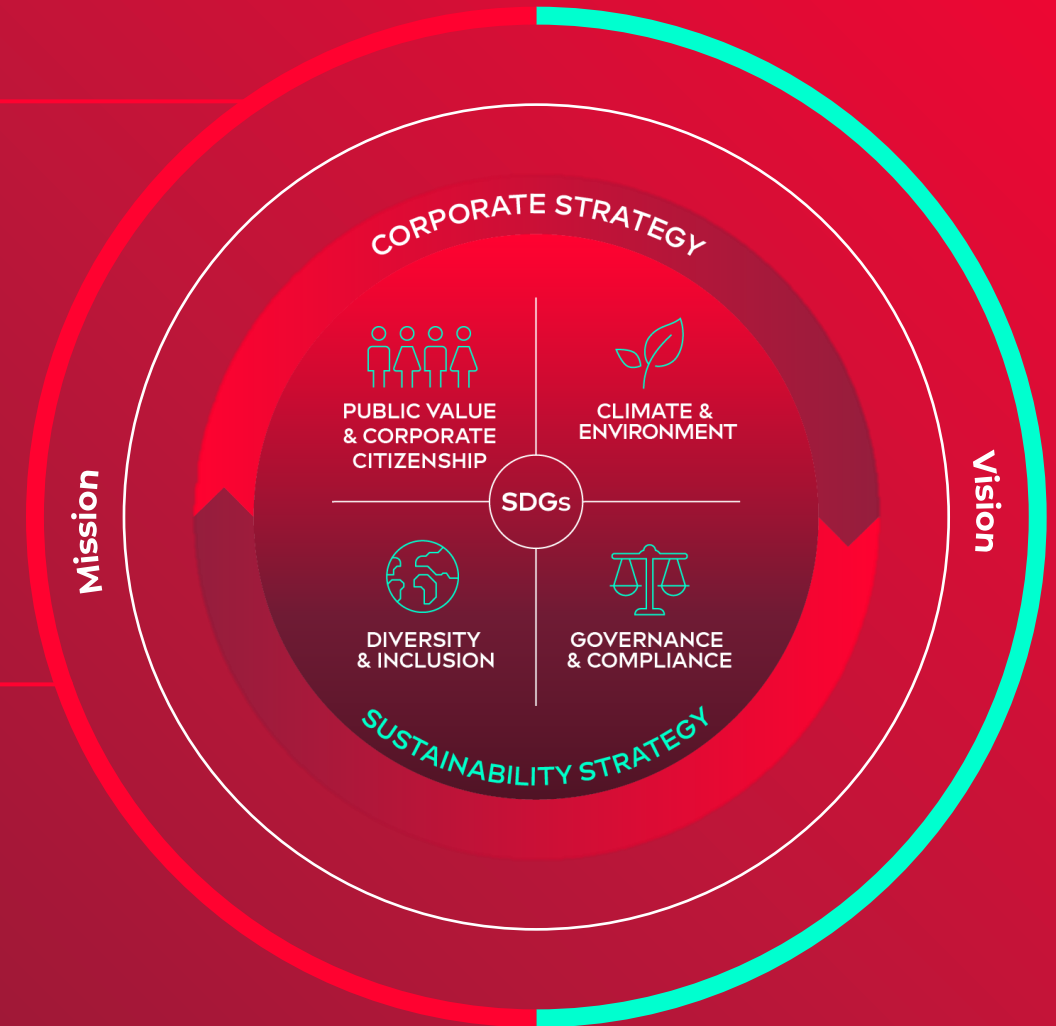 CORPORATE STRATEGY
PUBLIC VALUE
& CORPORATE
CITIZENSHIP
CLIMATE &
ENVIRONMENT
Mission
SDGs
Vision
DIVERSITY
& INCLUSION
GOVERNANCE
& COMPLIANCE
SUSTAINABILITY STRATEGY